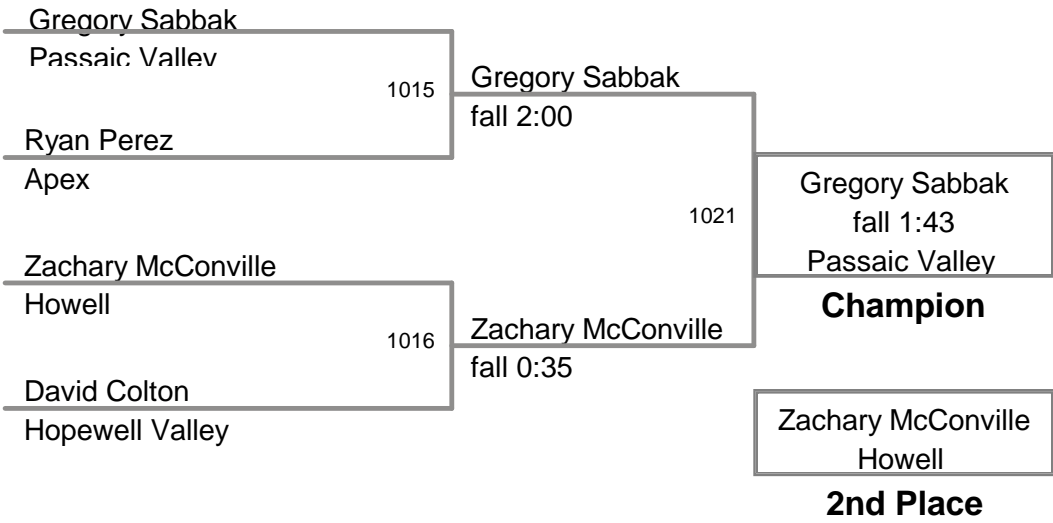 Gregory Sabbak
Passaic Valley
1015
Gregory Sabbak
fall 2:00
Ryan Perez
Apex
1021
Gregory Sabbak
fall 1:43
Passaic Valley
Champion
Zachary McConville
Howell
1016
Zachary McConville
fall 0:35
David Colton
Hopewell Valley
Zachary McConville
Howell
2nd Place